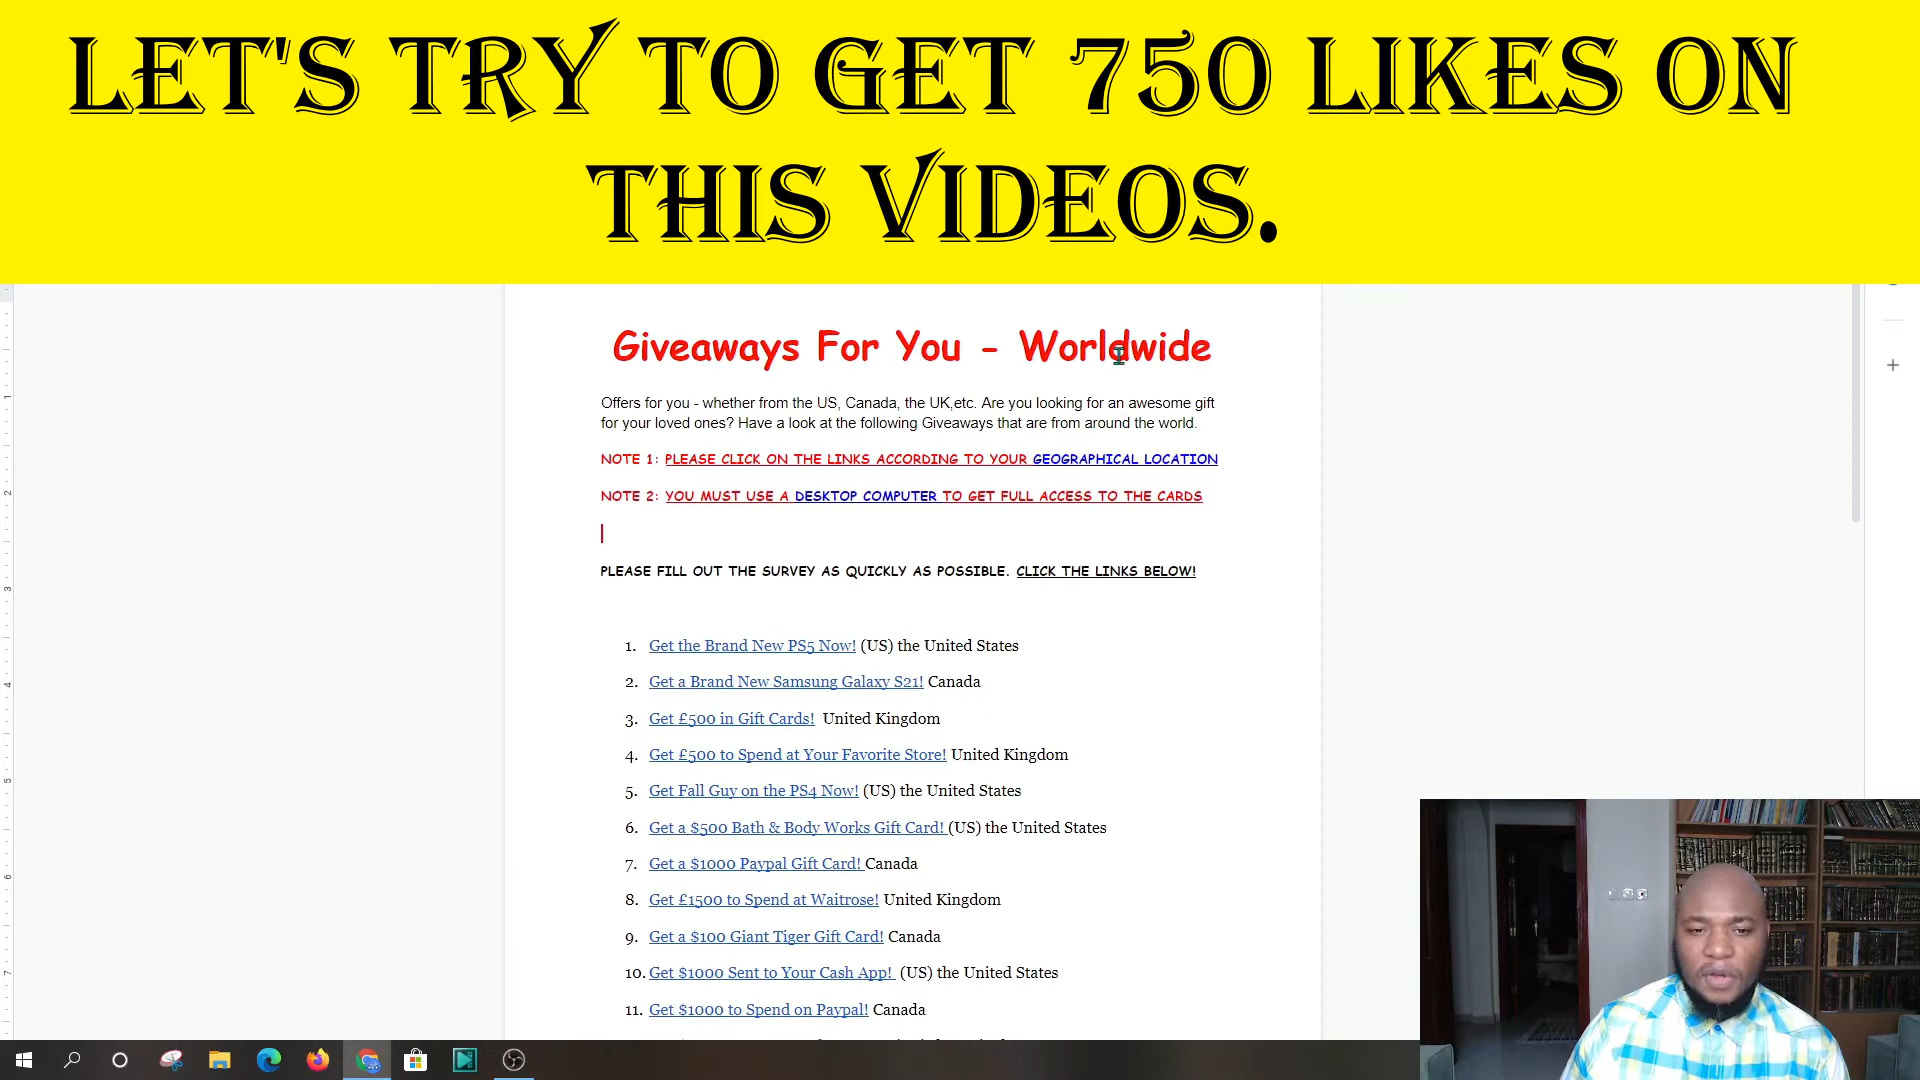 LET'S TRY TO GET 750 LIKES ON
THIS VIDEOS.
Giveaways For You - Worldwide
Offers for you - whether from the US, Canada, the UK,etc. Are you looking for an awesome gift
for your loved ones? Have a look at the following Giveaways that are from around the world.
NOTE 1: PLEASE CLICK ON THE LINKS ACCORDING TO YOUR GEOGRAPHICAL LOCATION
NOTE 2: YOU MUST USE A DESKTOP COMPUTER TO GET FULL ACCESS TO THE CARDS
PLEASE FILL OUT THE SURVEY AS QUICKLY AS POSSIBLE. CLICK THE LINKS BELOW!
1. Get the Brand New PS5 Now! (US) the United States
2. Get a Brand New Samsung Galaxy S21! Canada
3. Get £500 in Gift Cards! United Kingdom
4. Get £500 to Spend at Your Favorite Store! United Kingdom
5. Get Fall Guy on the PS4 Now! (US) the United States
6. Get a $500 Bath & Body Works Gift Card! (US) the United States
7. Get a $1000 Paypal Gift Card! Canada
8. Get £1500 to Spend at Waitrose! United Kingdom
9. Get a $100 Giant Tiger Gift Card! Canada
10. Get $1000 Sent to Your Cash App! (US) the United States
11. Get $1000 to Spend on Paypal! Canada
1
2
3
4
5
6
7